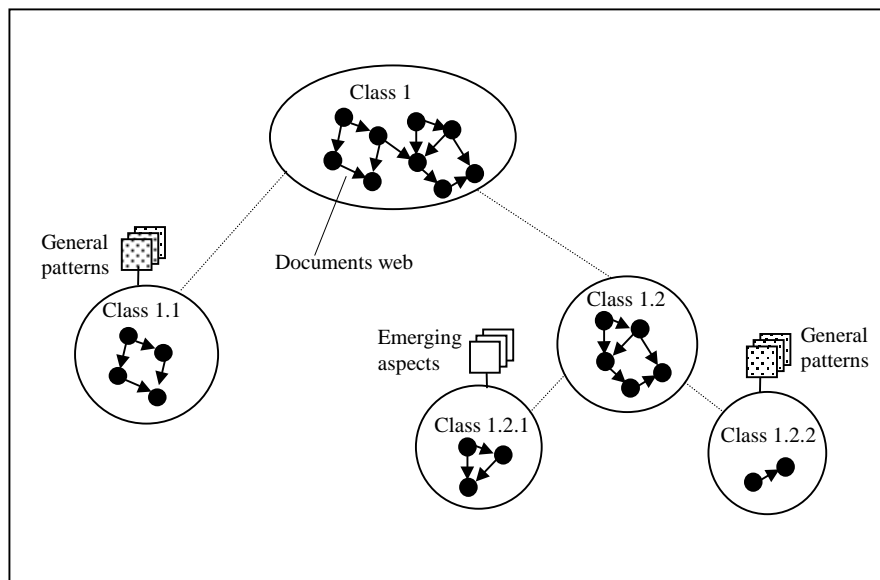 Class 1
General
patterns
Documents web
Class 1.1
Class 1.2
Emerging
aspects
General
patterns
Class 1.2.1
Class 1.2.2